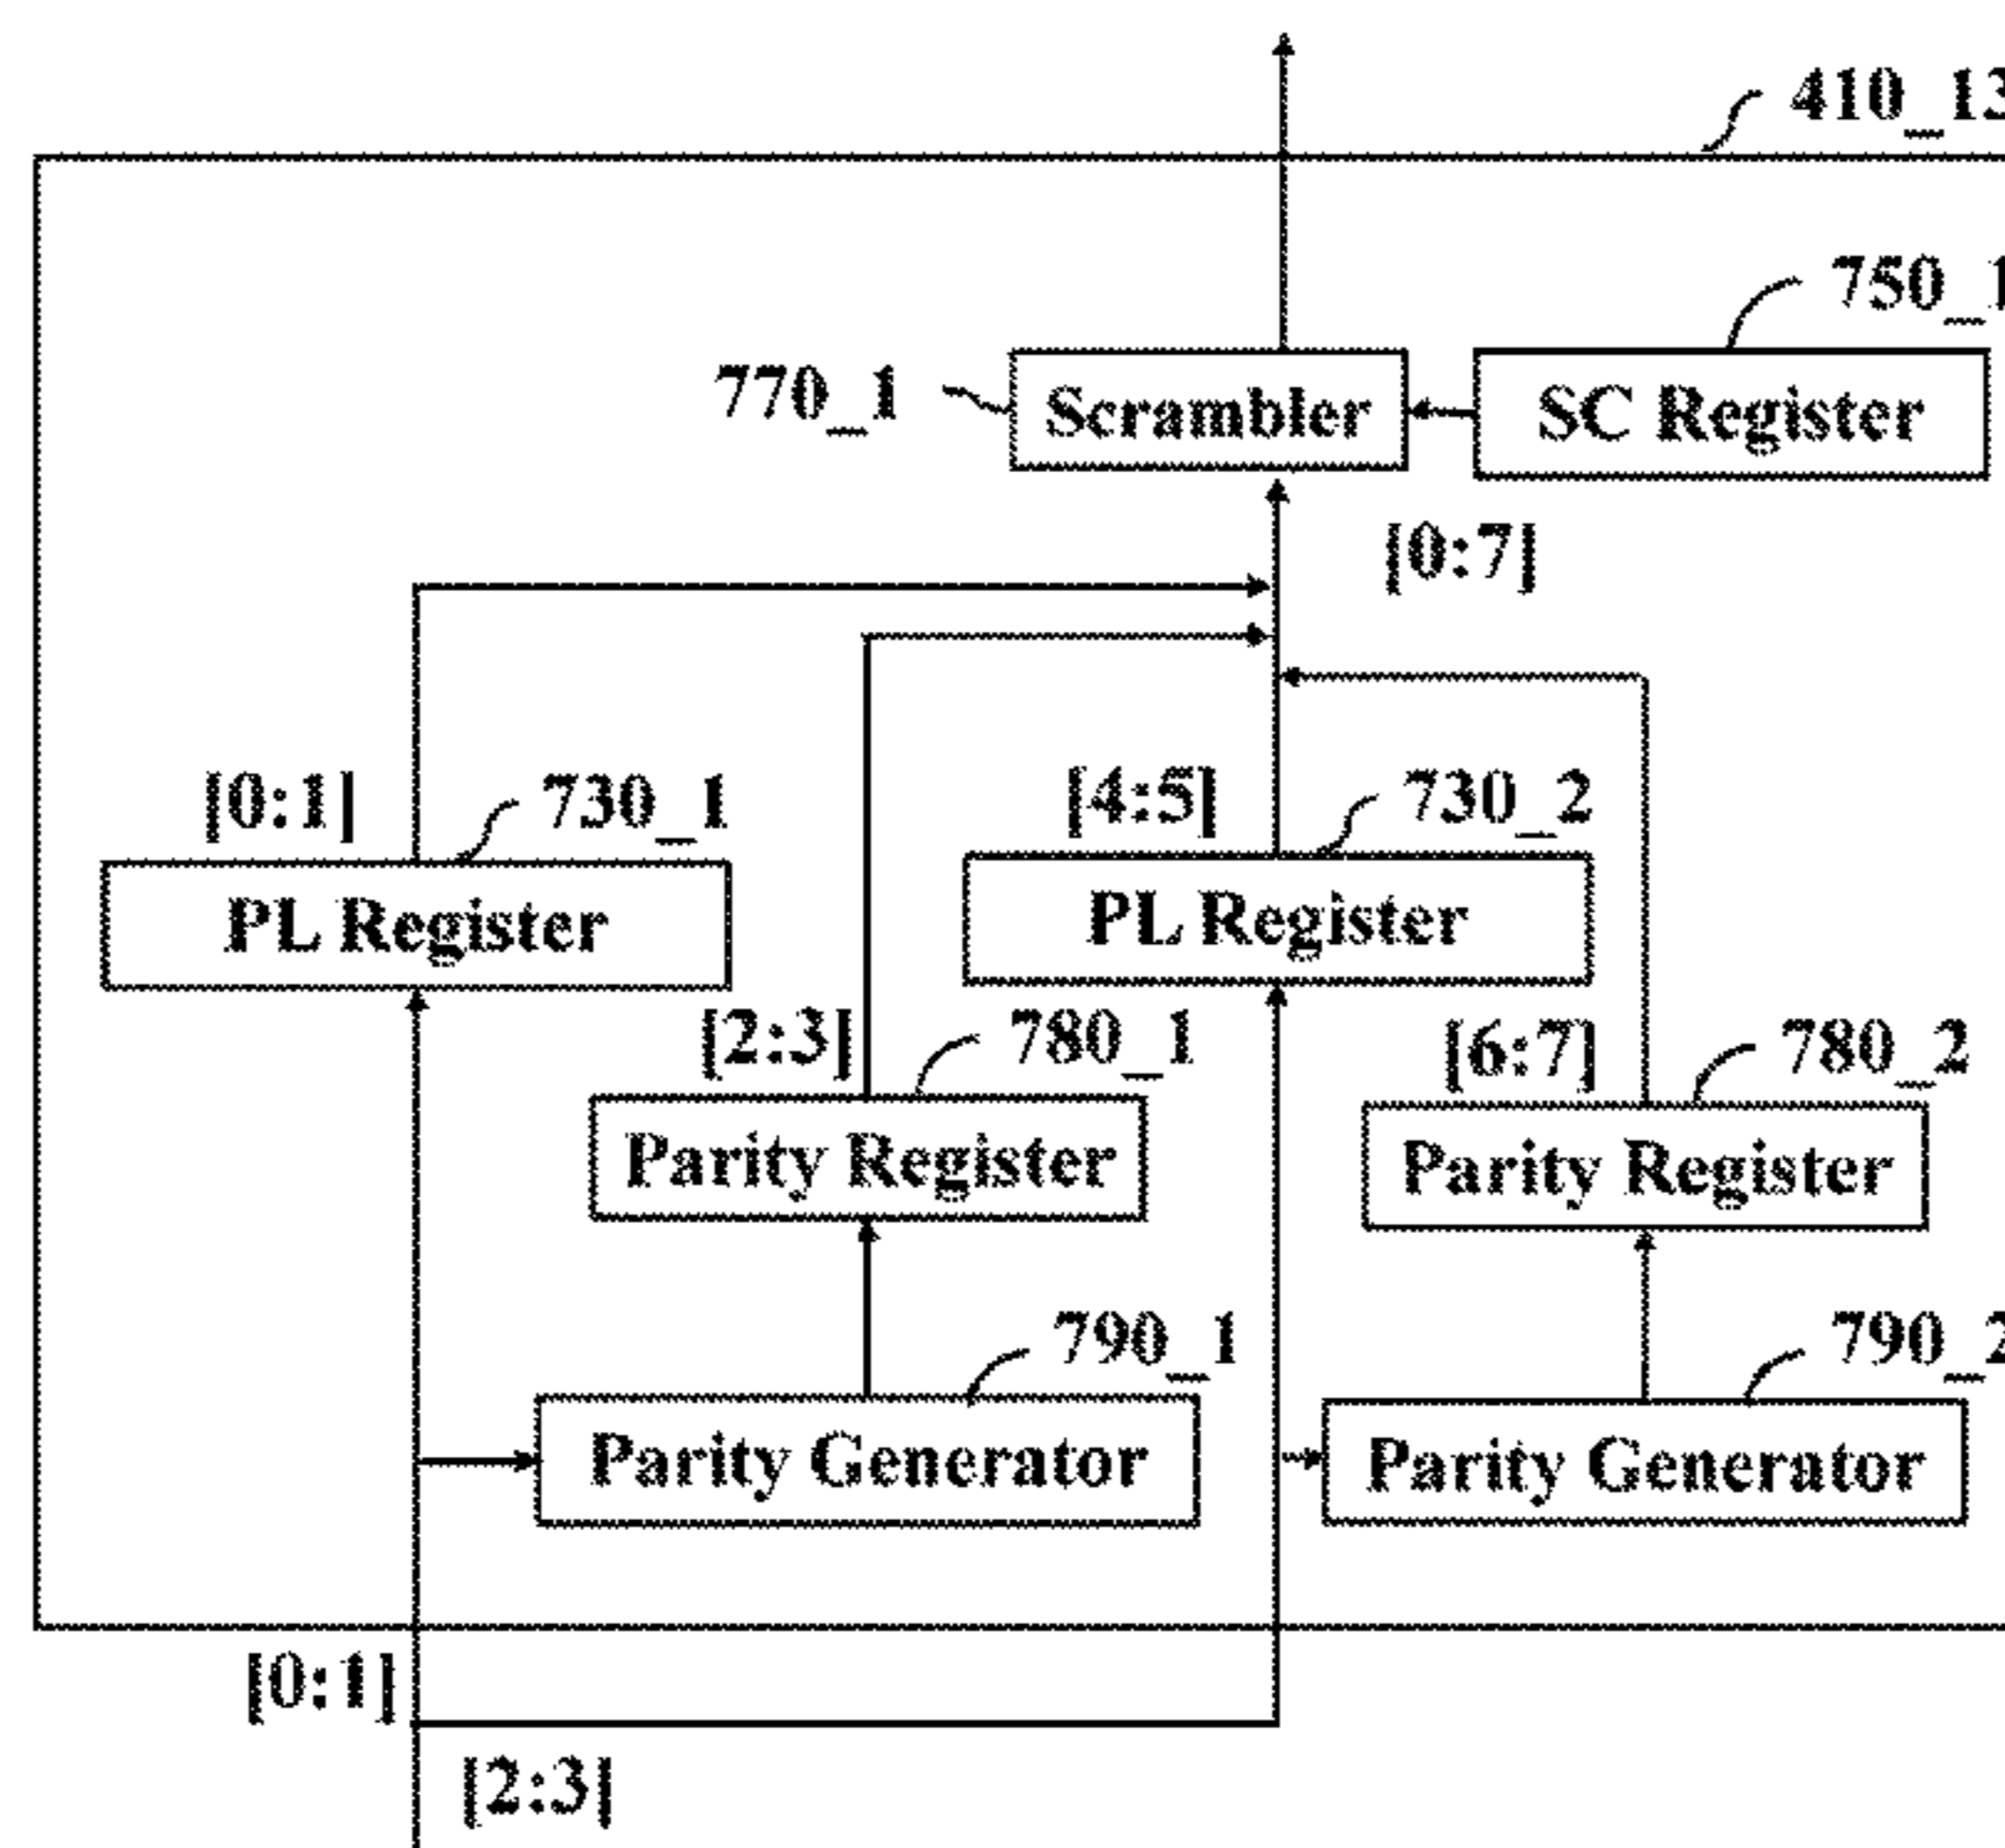 410_13
750_1
770_1
Scrambler
SC Register
[0:7]
[0:1]
730_1
[4:5]
730_2
PL Register
PL Register
[2:3]
780_1
[6:7]
780_2
Parity Register
Parity Register
790_1
790_2
Parity Generator
Parity Generator
[0:1]
[2:3]